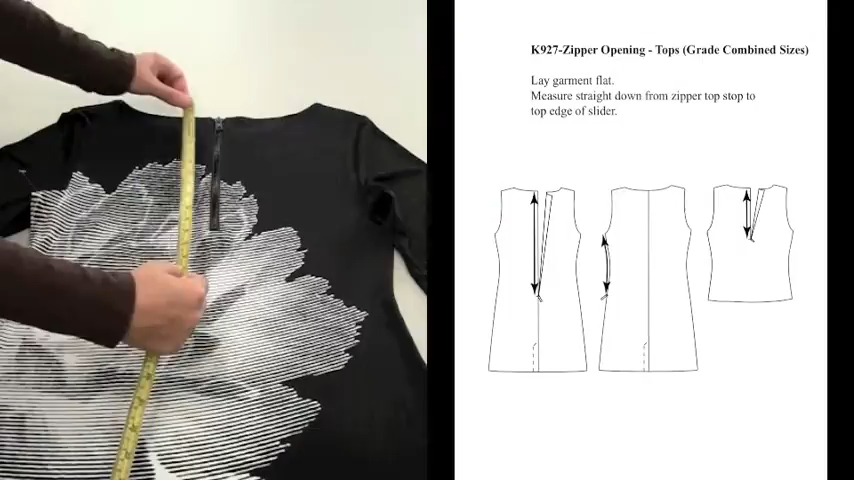 K927-Zipper Opening - Tops (Grade Combined Sizes)
Lay garment flat.
Measure straight down from zipper top stop to
top edge of slider.